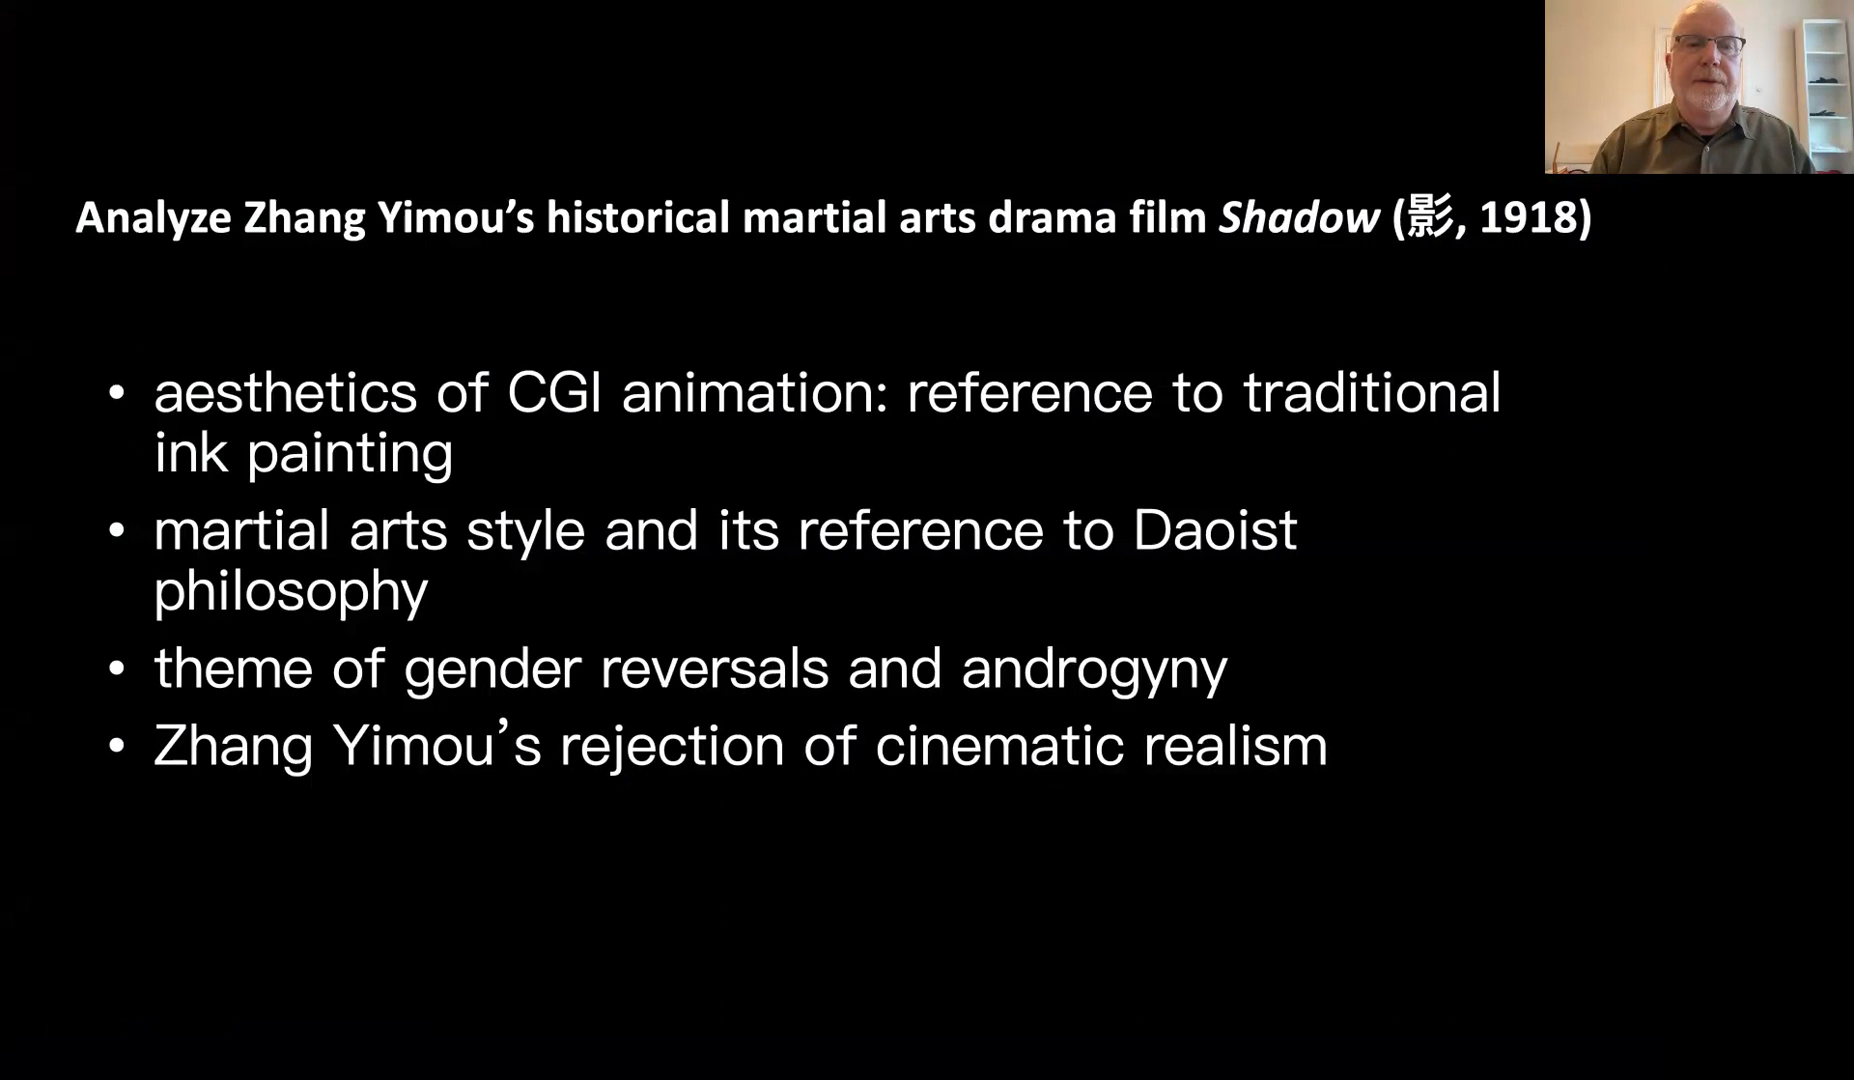 Analyze Zhang Yimou’s historical martial arts drama film Shadow (影, 1918)
• aesthetics of CGI animation: reference to traditional
ink painting
• martial arts style and its reference to Daoist
philosophy
• theme of gender reversals and androgyny
• Zhang Yimou’s rejection of cinematic realism